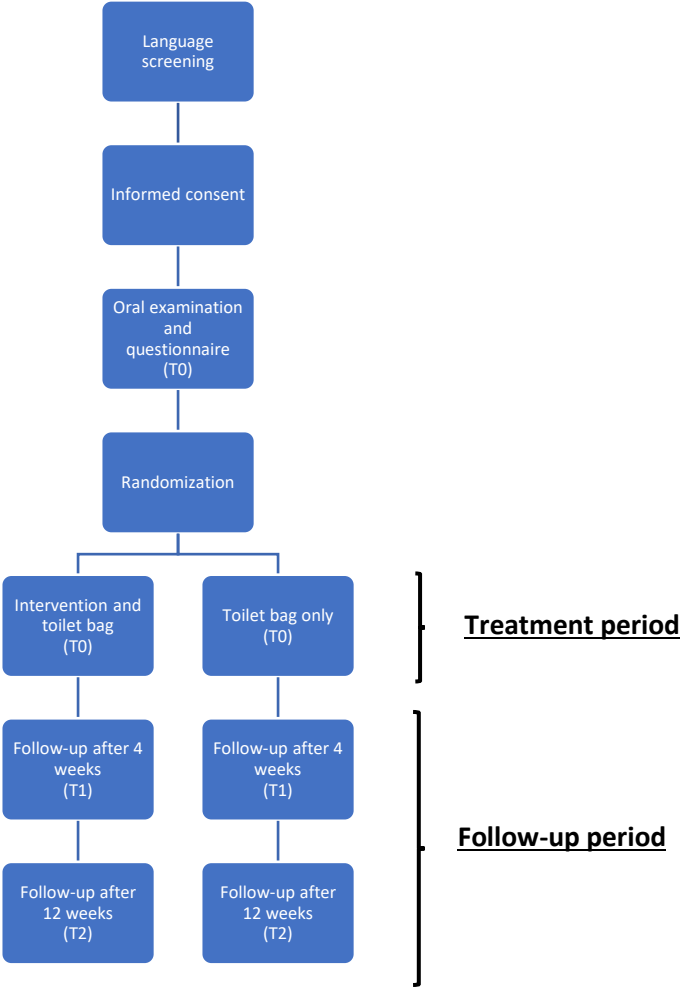 Language
screening
Informed consent
Oral examination
and
questionnaire
(T0)
Randomization
Intervention and
toilet bag
(T0)
Toilet bag only
(T0)
Treatment period
Follow-up after 4
weeks
(T1)
Follow-up after 4
weeks
(T1)
Follow-up period
Follow-up after
12 weeks
(T2)
Follow-up after
12 weeks
(T2)